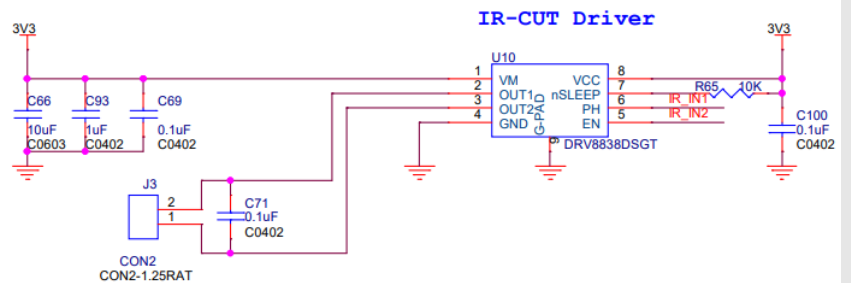 IR-CUT Driver
3V3
3V3
U10
C66
10uF
C0603
C93
1uF
C0402
C69
0.1uF
C0402
1
2
3
4
VM
OUT1
OUT2
GND
G-PAD
9
VCC
nSLEEP
PH
EN
8
7
6
5
DRV8838DSGT
R65
10K
IR_IN1
IR_IN2
C100
0.1uF
C0402
J3
2
1
C71
0.1uF
C0402
CON2
CON2-1.25RAT